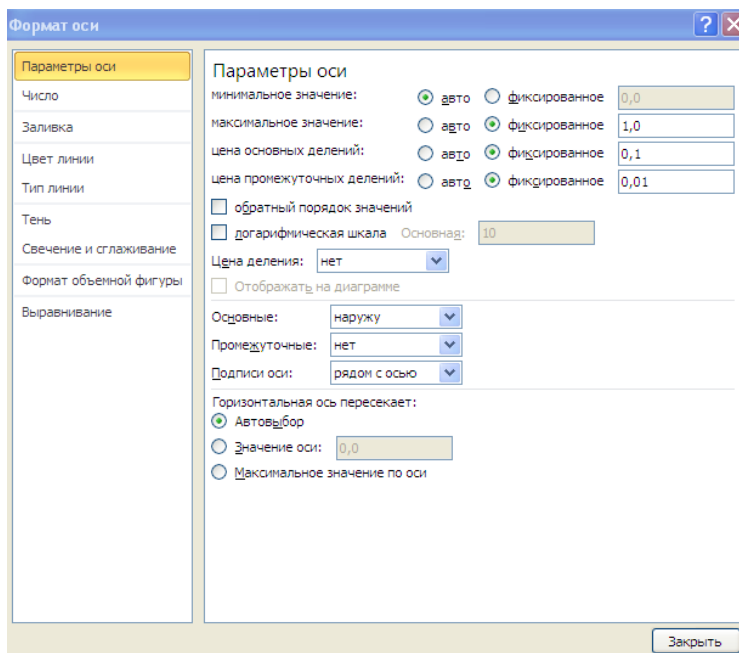 Формат оси
Параметры оси
Число
Заливка
Цвет линии
Тип линии
Тень
Свечение и сглаживание
Формат объемной фигуры
Выравнивание
Параметры оси
минимальное значение: авто фиксированное 0,0
максимальное значение: авто фиксированное 1,0
цена основных делений: авто фиксированное 0,1
цена промежуточных делений: авто фиксированное 0,01
обратный порядок значений
логарифмическая шкала Основная: 10
Цена деления: нет
Отображать на диаграмме
Основные: наружу
Промежуточные: нет
Подписи оси: рядом с осью
Горизонтальная ось пересекает:
Автовыбор
Значение оси: 0,0
Максимальное значение по оси
Закрыть